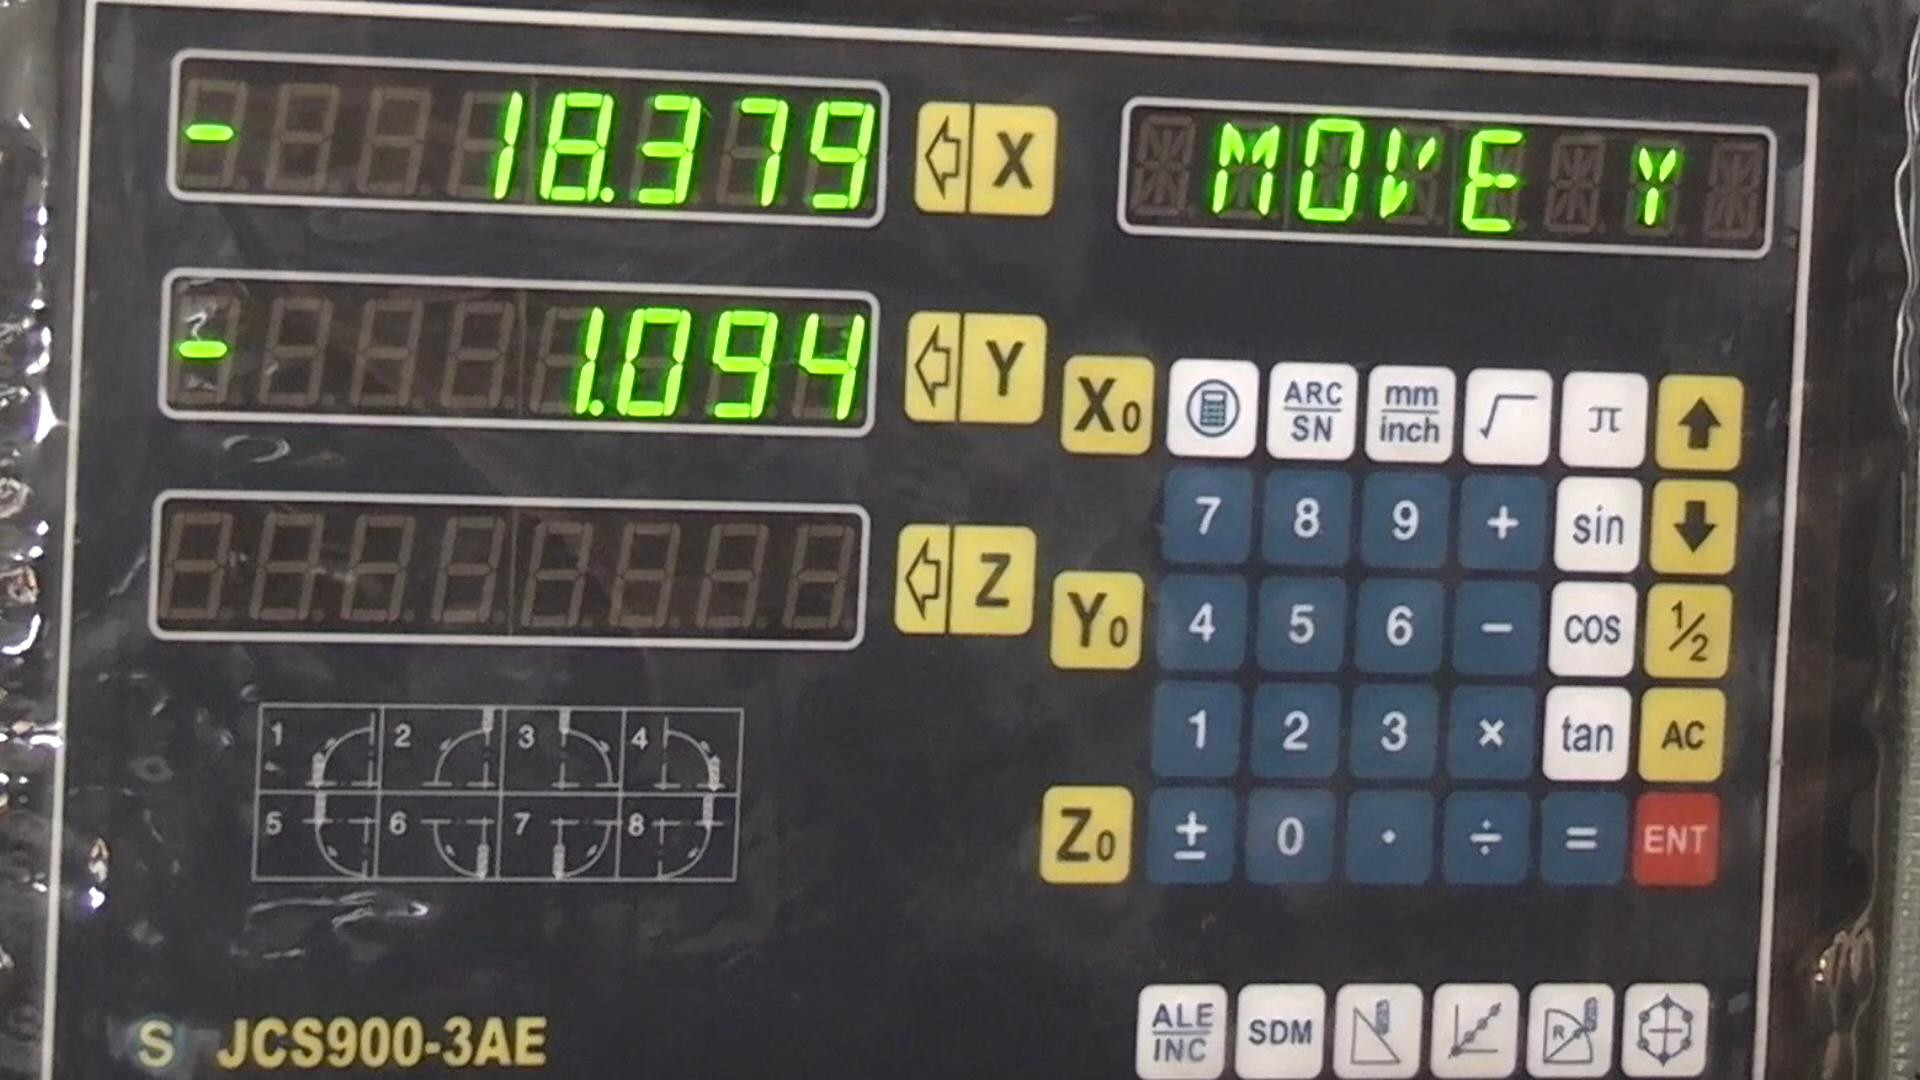 - 18.379 X MOVE Y
- 1.094 Y
X0 ARC/SN mm/inch √ π
7 8 9 + sin
Z
Y0 4 5 6 − cos 1/2
1 2 3 × tan AC
1 2 3 4
5 6 7 8
Z0 ± 0 · ÷ = ENT
S JCS900-3AE
ALE/INC SDM R